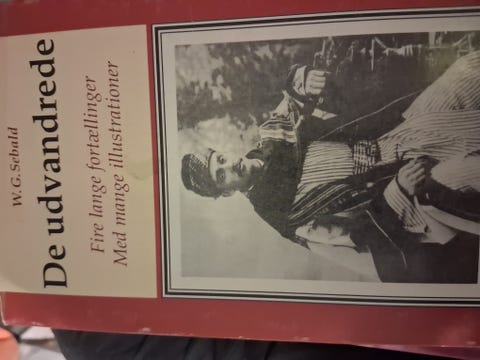 W. G. Sebald
De udvandrede
Fire lange fortællinger
Med mange illustrationer